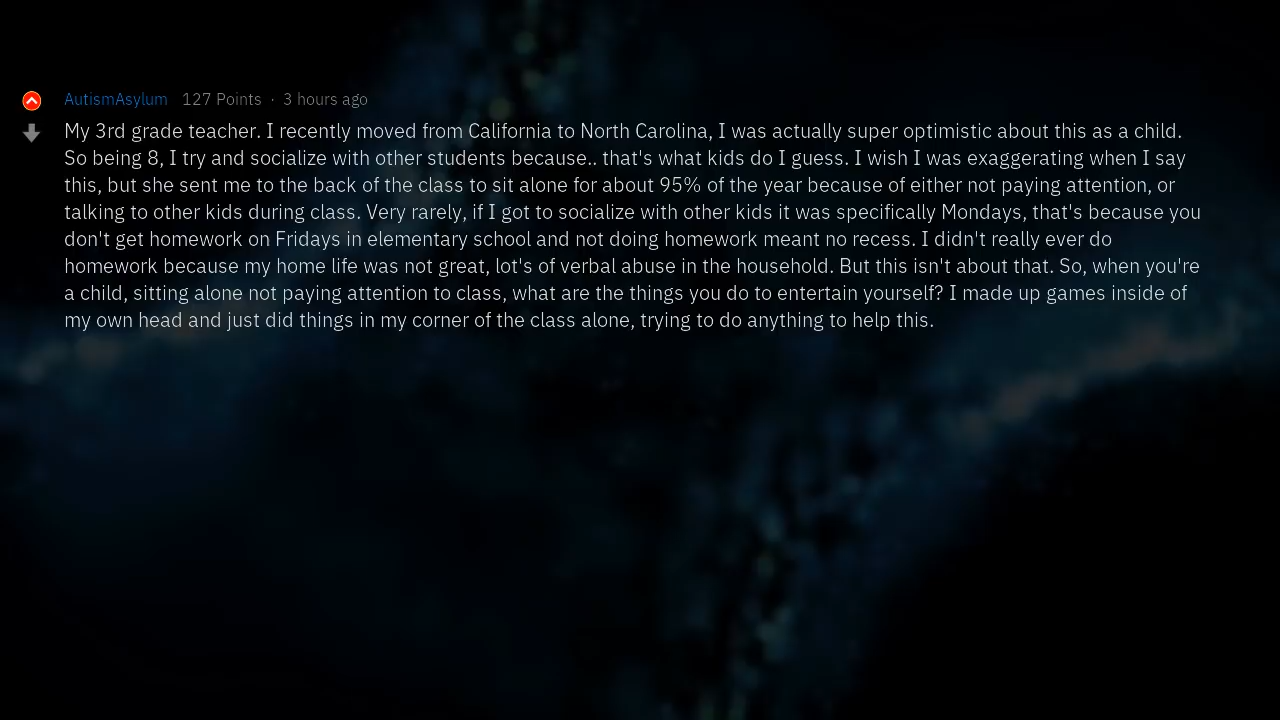 AutismAsylum 127 Points · 3 hours ago
My 3rd grade teacher. I recently moved from California to North Carolina, I was actually super optimistic about this as a child.
So being 8, I try and socialize with other students because.. that's what kids do I guess. I wish I was exaggerating when I say
this, but she sent me to the back of the class to sit alone for about 95% of the year because of either not paying attention, or
talking to other kids during class. Very rarely, if I got to socialize with other kids it was specifically Mondays, that's because you
don't get homework on Fridays in elementary school and not doing homework meant no recess. I didn't really ever do
homework because my home life was not great, lot's of verbal abuse in the household. But this isn't about that. So, when you're
a child, sitting alone not paying attention to class, what are the things you do to entertain yourself? I made up games inside of
my own head and just did things in my corner of the class alone, trying to do anything to help this.